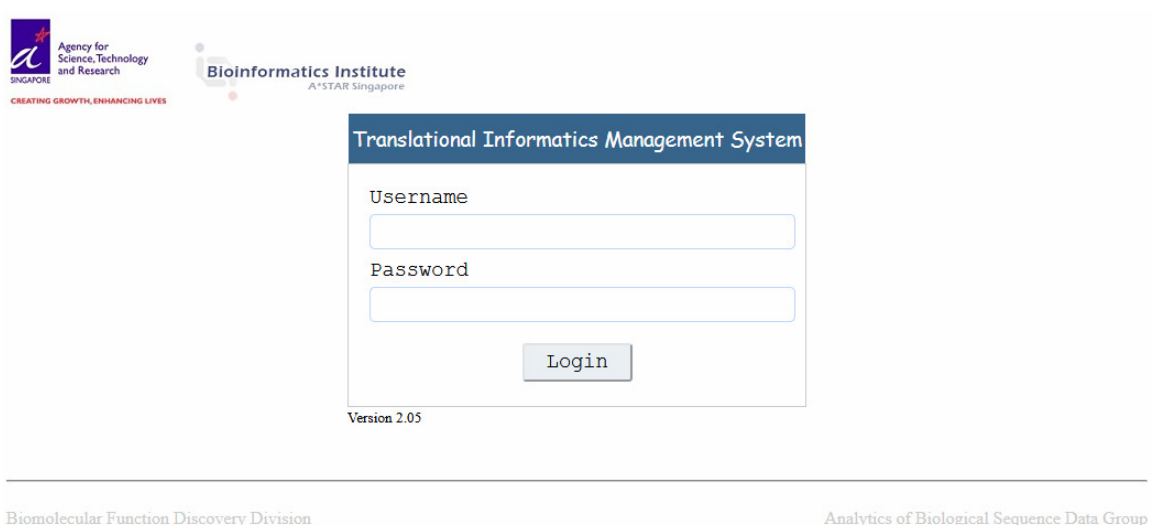 Agency for
Science, Technology
and Research
SINGAPORE
CREATING GROWTH, ENHANCING LIVES
Bioinformatics Institute
A*STAR Singapore
Translational Informatics Management System
Username
Password
Login
Version 2.05
Biomolecular Function Discovery Division
Analytics of Biological Sequence Data Group